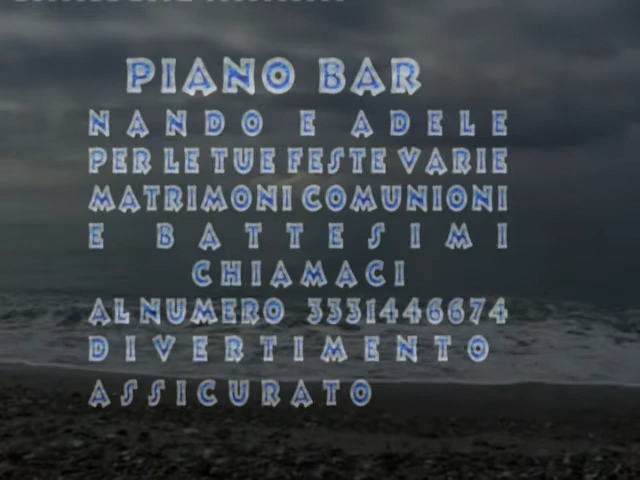 PIANO BAR
NANDO E ADELE
PER LE TUE FESTE VARIE
MATRIMONI COMUNIONI
E BATTESIMI
CHIAMACI
AL NUMERO 3331446674
DIVERTIMENTO
ASSICURATO